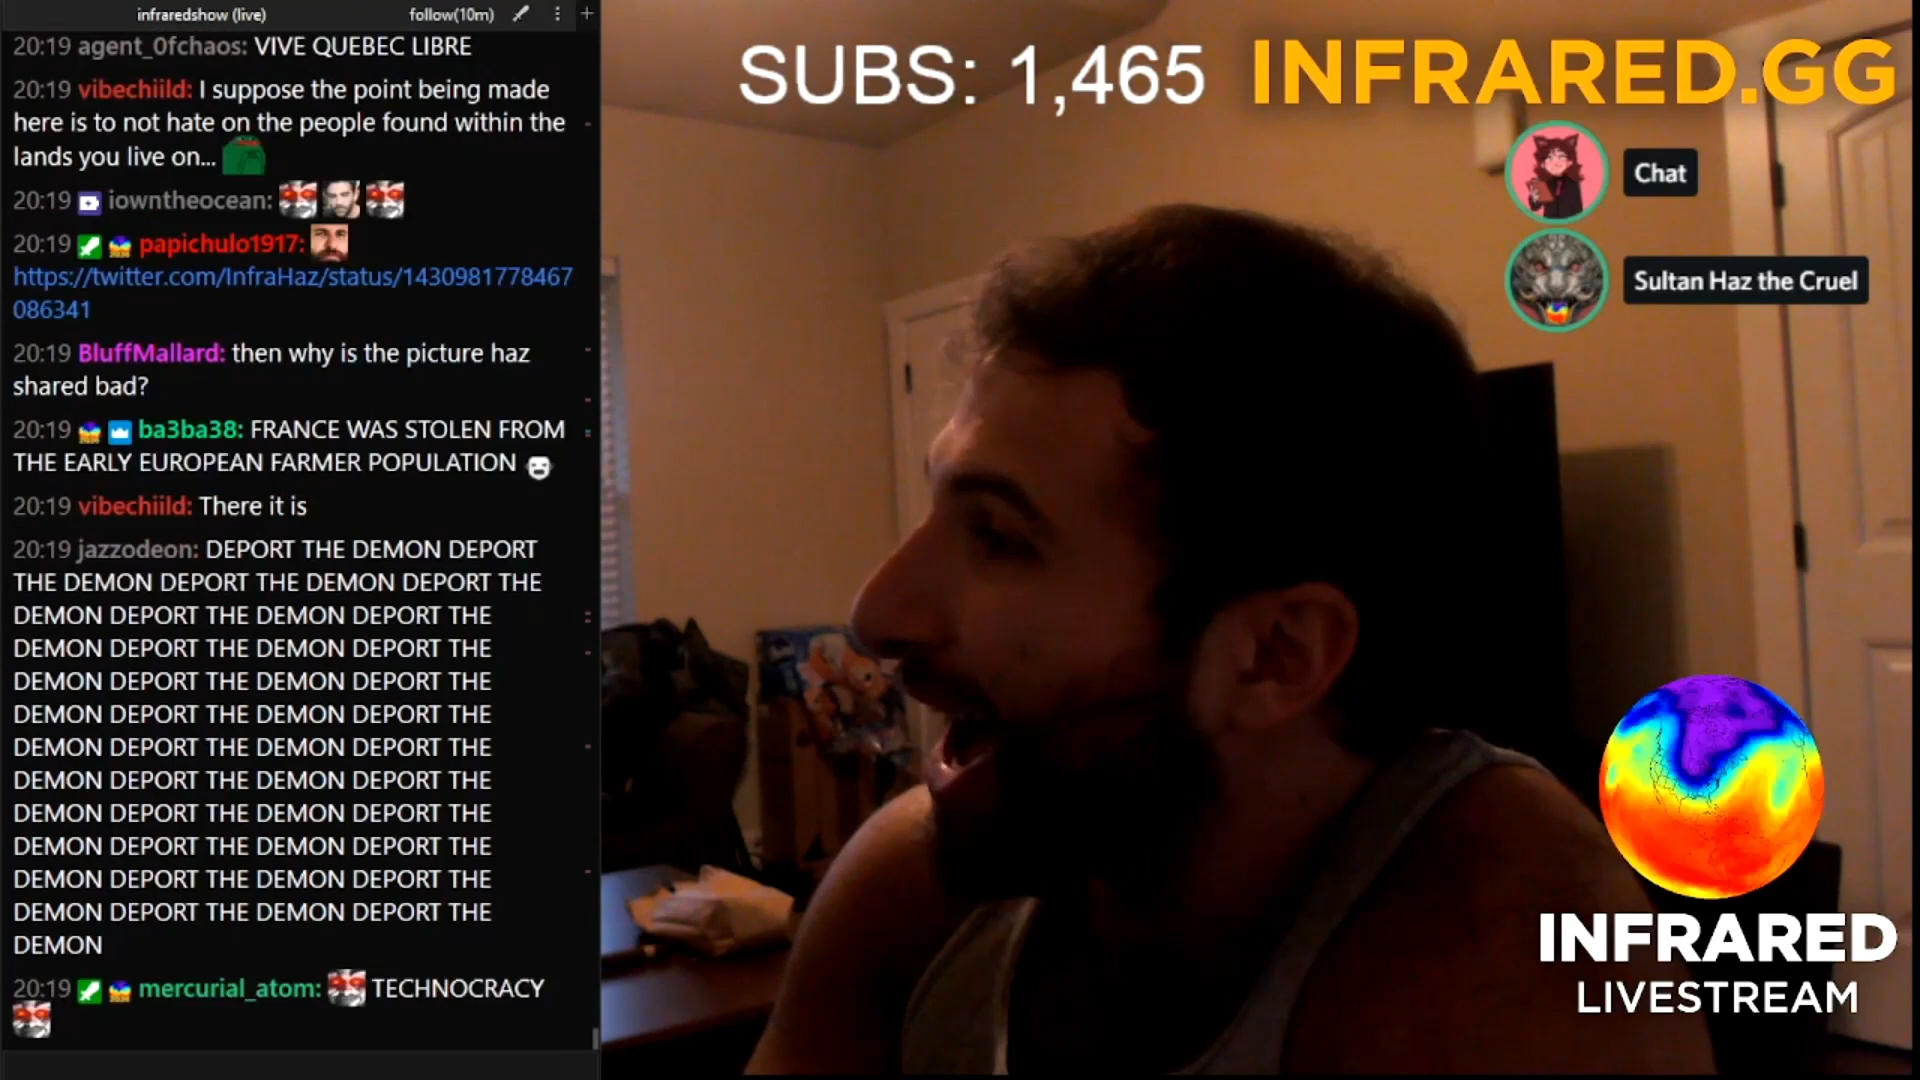 infraredshow (live)
follow(10m)
20:19 agent_0fchaos: VIVE QUEBEC LIBRE
20:19 vibechiild: I suppose the point being made
here is to not hate on the people found within the
lands you live on...
20:19 iowntheocean:
20:19 papichulo1917:
https://twitter.com/InfraHaz/status/1430981778467
086341
20:19 BluffMallard: then why is the picture haz
shared bad?
20:19 ba3ba38: FRANCE WAS STOLEN FROM
THE EARLY EUROPEAN FARMER POPULATION
20:19 vibechiild: There it is
20:19 jazzodeon: DEPORT THE DEMON DEPORT
THE DEMON DEPORT THE DEMON DEPORT THE
DEMON DEPORT THE DEMON DEPORT THE
DEMON DEPORT THE DEMON DEPORT THE
DEMON DEPORT THE DEMON DEPORT THE
DEMON DEPORT THE DEMON DEPORT THE
DEMON DEPORT THE DEMON DEPORT THE
DEMON DEPORT THE DEMON DEPORT THE
DEMON DEPORT THE DEMON DEPORT THE
DEMON DEPORT THE DEMON DEPORT THE
DEMON DEPORT THE DEMON DEPORT THE
DEMON DEPORT THE DEMON DEPORT THE
DEMON
20:19 mercurial_atom: TECHNOCRACY
SUBS: 1,465
INFRARED.GG
Chat
Sultan Haz the Cruel
INFRARED
LIVESTREAM